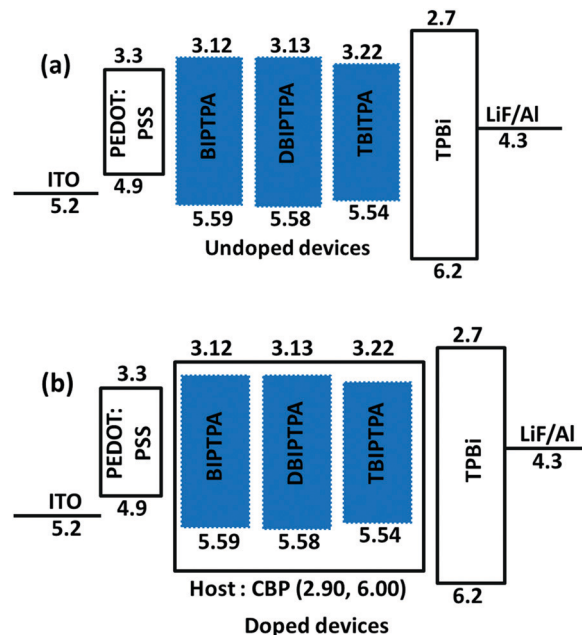 (a)
3.3
3.12
3.13
3.22
2.7
PEDOT:
PSS
BIPTPA
DBIPTPA
TBITPA
TPBi
LiF/Al
4.3
ITO
5.2
4.9
5.59
5.58
5.54
6.2
Undoped devices
(b)
3.3
3.12
3.13
3.22
2.7
PEDOT:
PSS
BIPTPA
DBIPTPA
TBIPTPA
TPBi
LiF/Al
4.3
ITO
5.2
4.9
5.59
5.58
5.54
6.2
Host : CBP (2.90, 6.00)
Doped devices